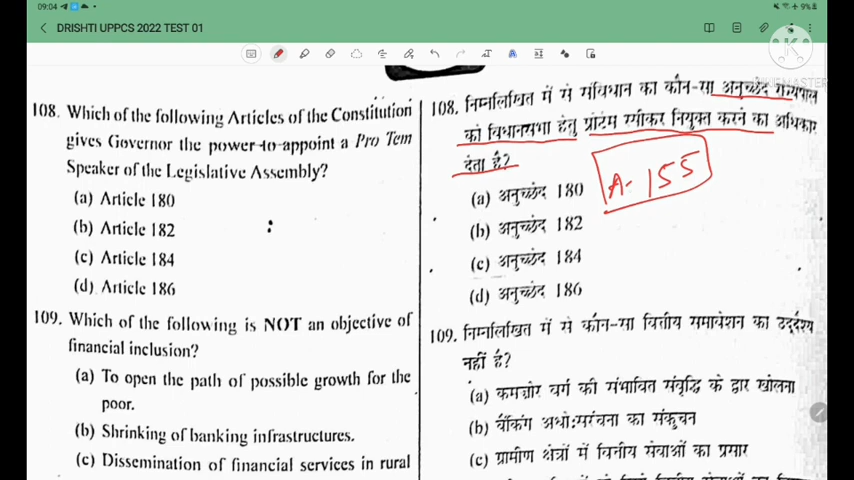 09:04
9%
DRISHTI UPPCS 2022 TEST 01
K
KINEMASTER
108. Which of the following Articles of the Constitution
gives Governor the power to appoint a Pro Tem
Speaker of the Legislative Assembly?
(a) Article 180
(b) Article 182
(c) Article 184
(d) Article 186
109. Which of the following is NOT an objective of
financial inclusion?
(a) To open the path of possible growth for the
poor.
(b) Shrinking of banking infrastructures.
(c) Dissemination of financial services in rural
108. निम्नलिखित में से संविधान का कौन-सा अनुच्छेद राज्यपाल
को विधानसभा हेतु प्रोटेम स्पीकर नियुक्त करने का अधिकार
देता है?
A- 155
(a) अनुच्छेद 180
(b) अनुच्छेद 182
(c) अनुच्छेद 184
(d) अनुच्छेद 186
109. निम्नलिखित में से कौन-सा वित्तीय समावेशन का उद्देश्य
नहीं है?
(a) कमज़ोर वर्ग की संभावित संवृद्धि के द्वार खोलना
(b) बैंकिंग अधो:संरचना का संकुचन
(c) ग्रामीण क्षेत्रों में वित्तीय सेवाओं का प्रसार